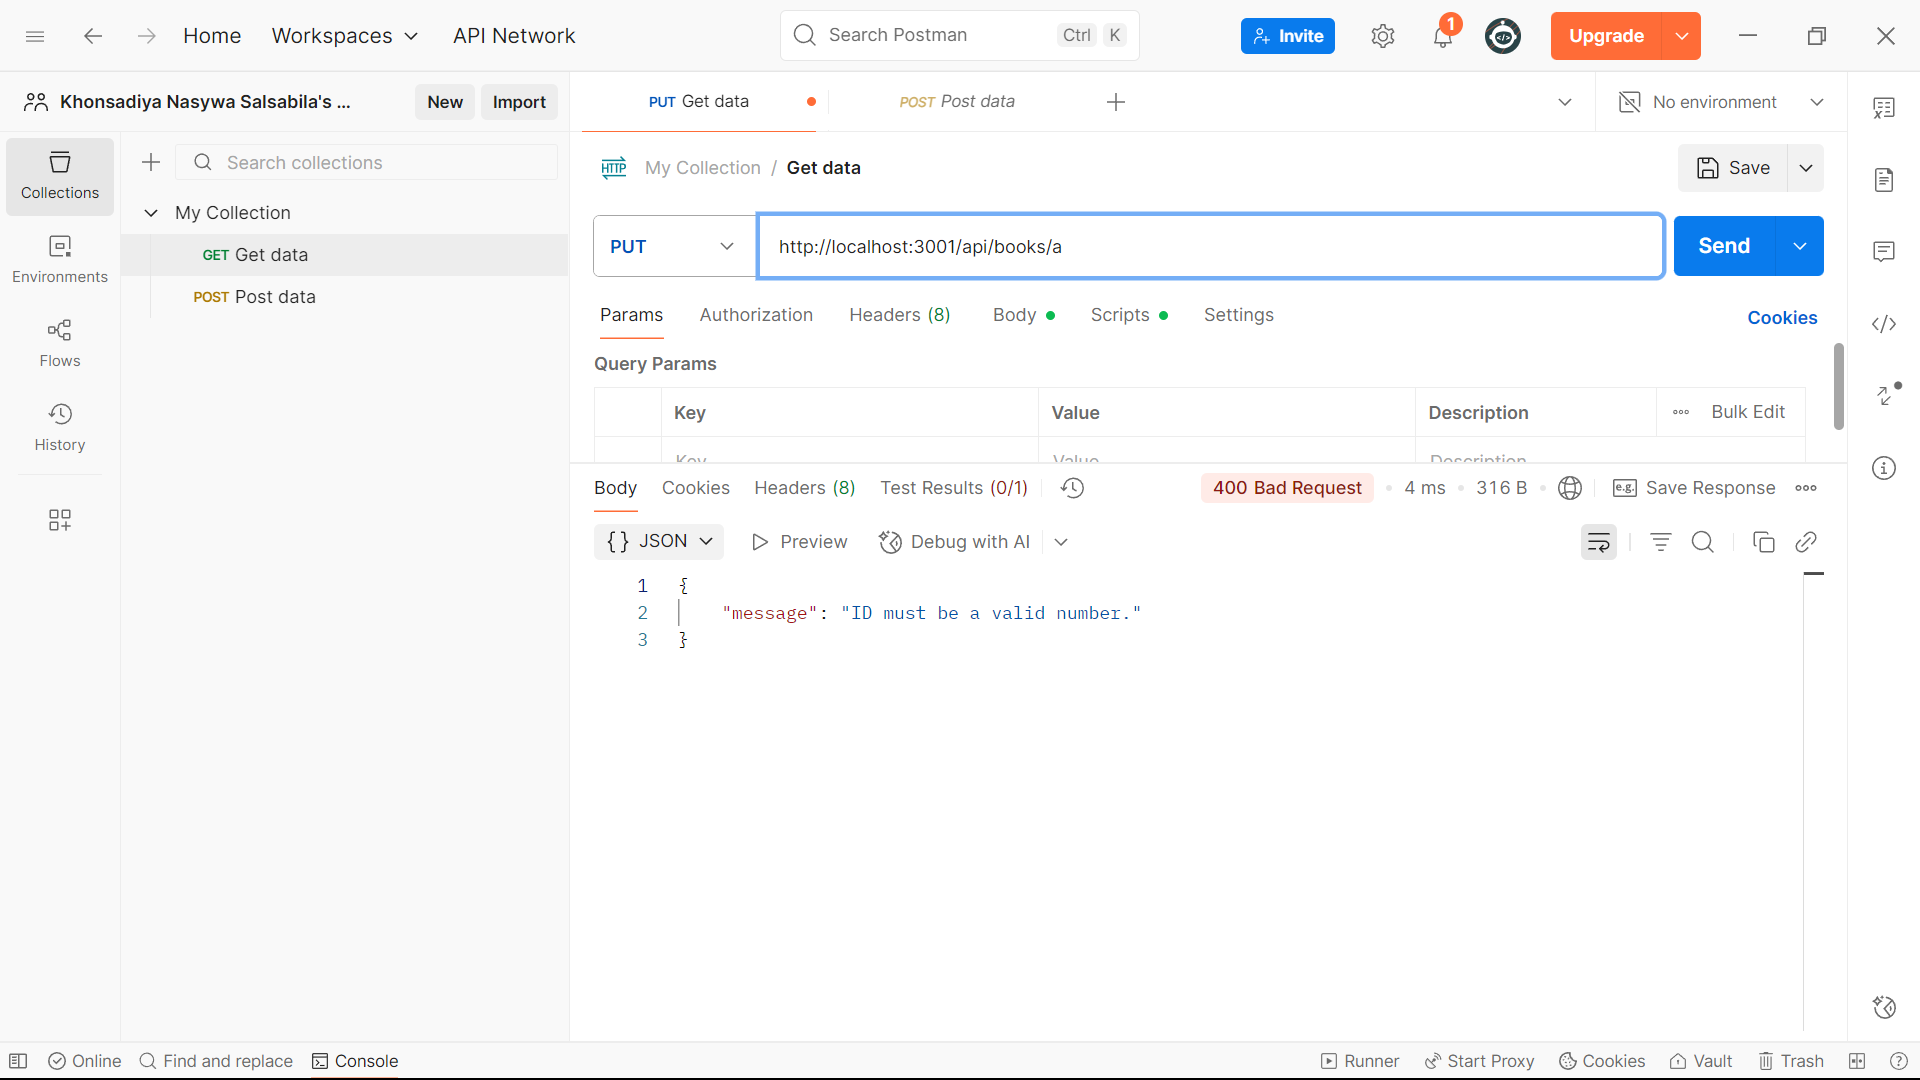 Home Workspaces API Network Search Postman Ctrl K Invite 1 Upgrade
Khonsadiya Nasywa Salsabila's ... New Import PUT Get data POST Post data No environment
Collections
Search collections
HTTP My Collection / Get data Save
My Collection
GET Get data
POST Post data
Environments
Flows
History
PUT http://localhost:3001/api/books/a Send
Params Authorization Headers (8) Body Scripts Settings Cookies
Query Params
Key Value Description Bulk Edit
Key Value Description
Body Cookies Headers (8) Test Results (0/1) 400 Bad Request 4 ms 316 B e.g. Save Response
{} JSON Preview Debug with AI
1 {
2 "message": "ID must be a valid number."
3 }
Online Find and replace Console Runner Start Proxy Cookies Vault Trash